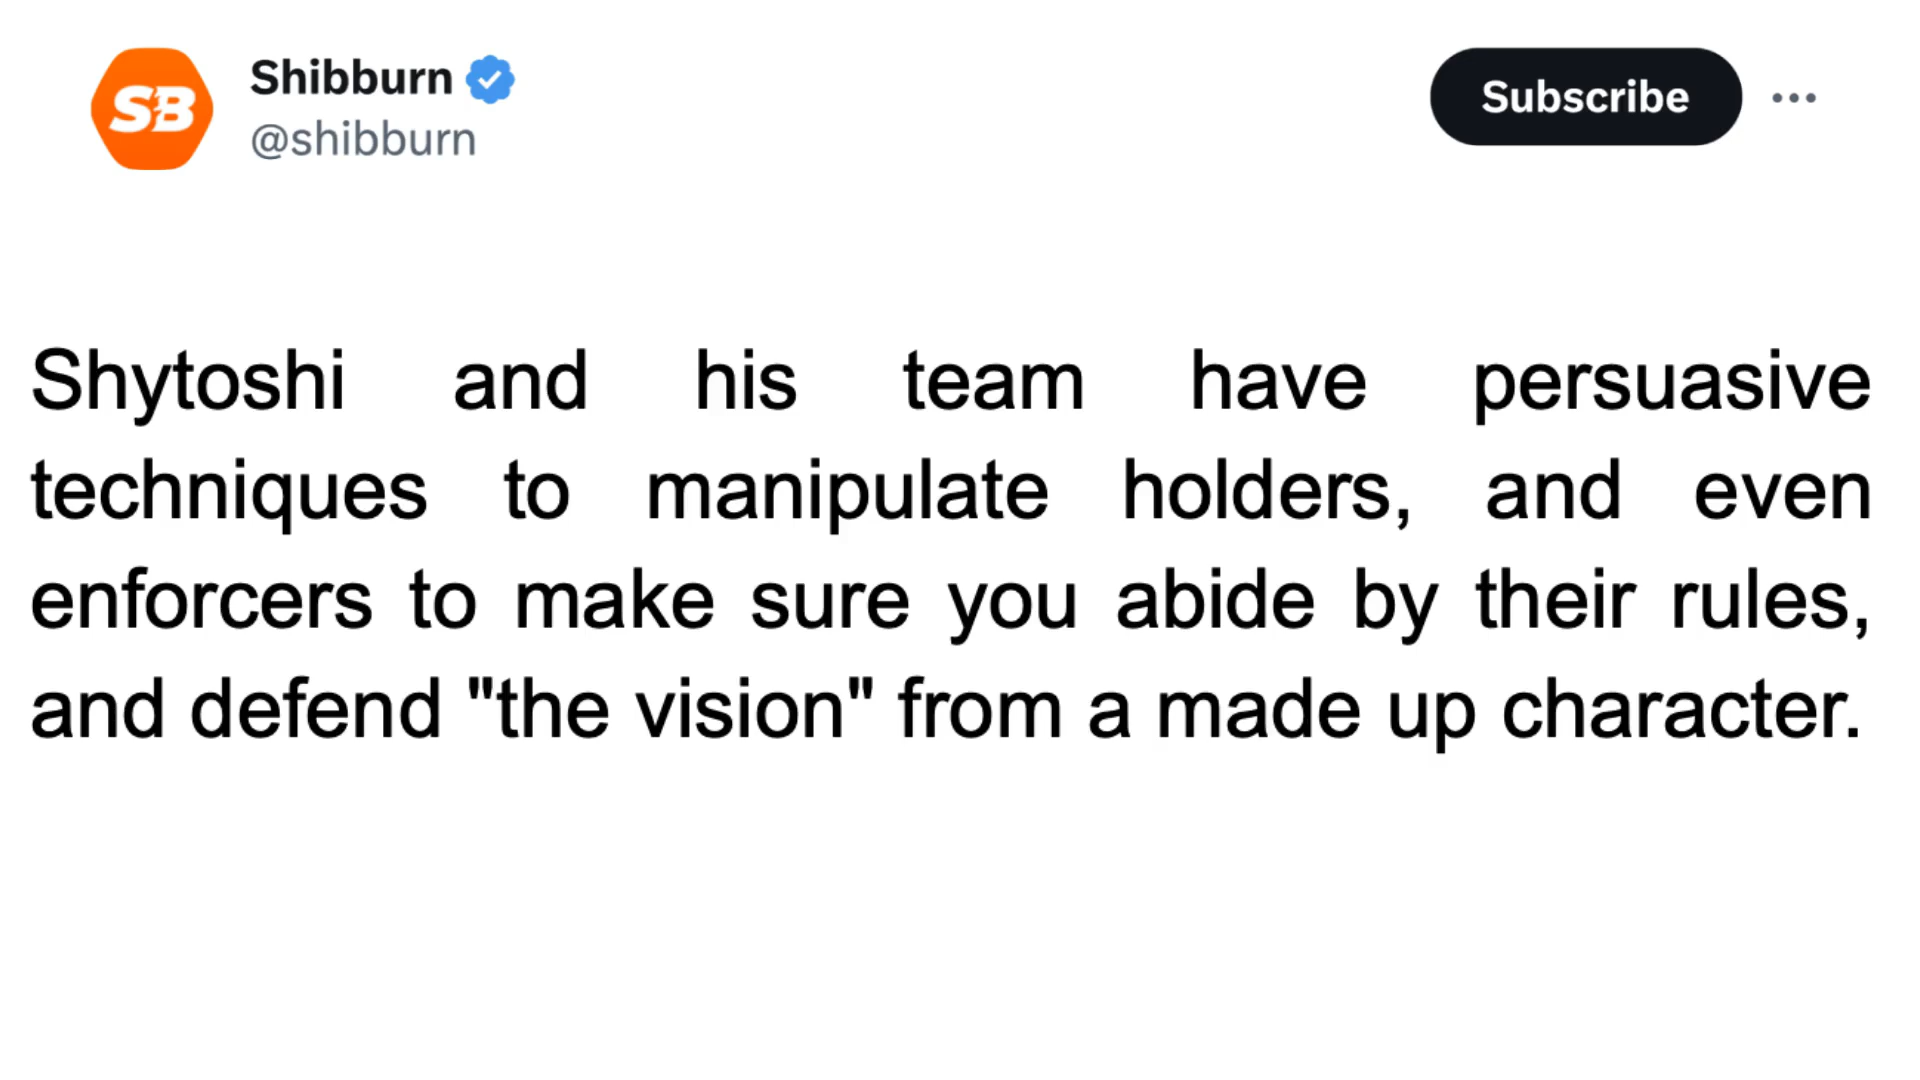 SB
Shibburn
@shibburn
Subscribe
Shytoshi and his team have persuasive
techniques to manipulate holders, and even
enforcers to make sure you abide by their rules,
and defend "the vision" from a made up character.